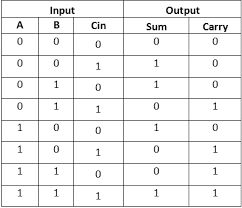 Input Output
A B Cin Sum Carry
0 0 0 0 0
0 0 1 1 0
0 1 0 1 0
0 1 1 0 1
1 0 0 1 0
1 0 1 0 1
1 1 0 0 1
1 1 1 1 1